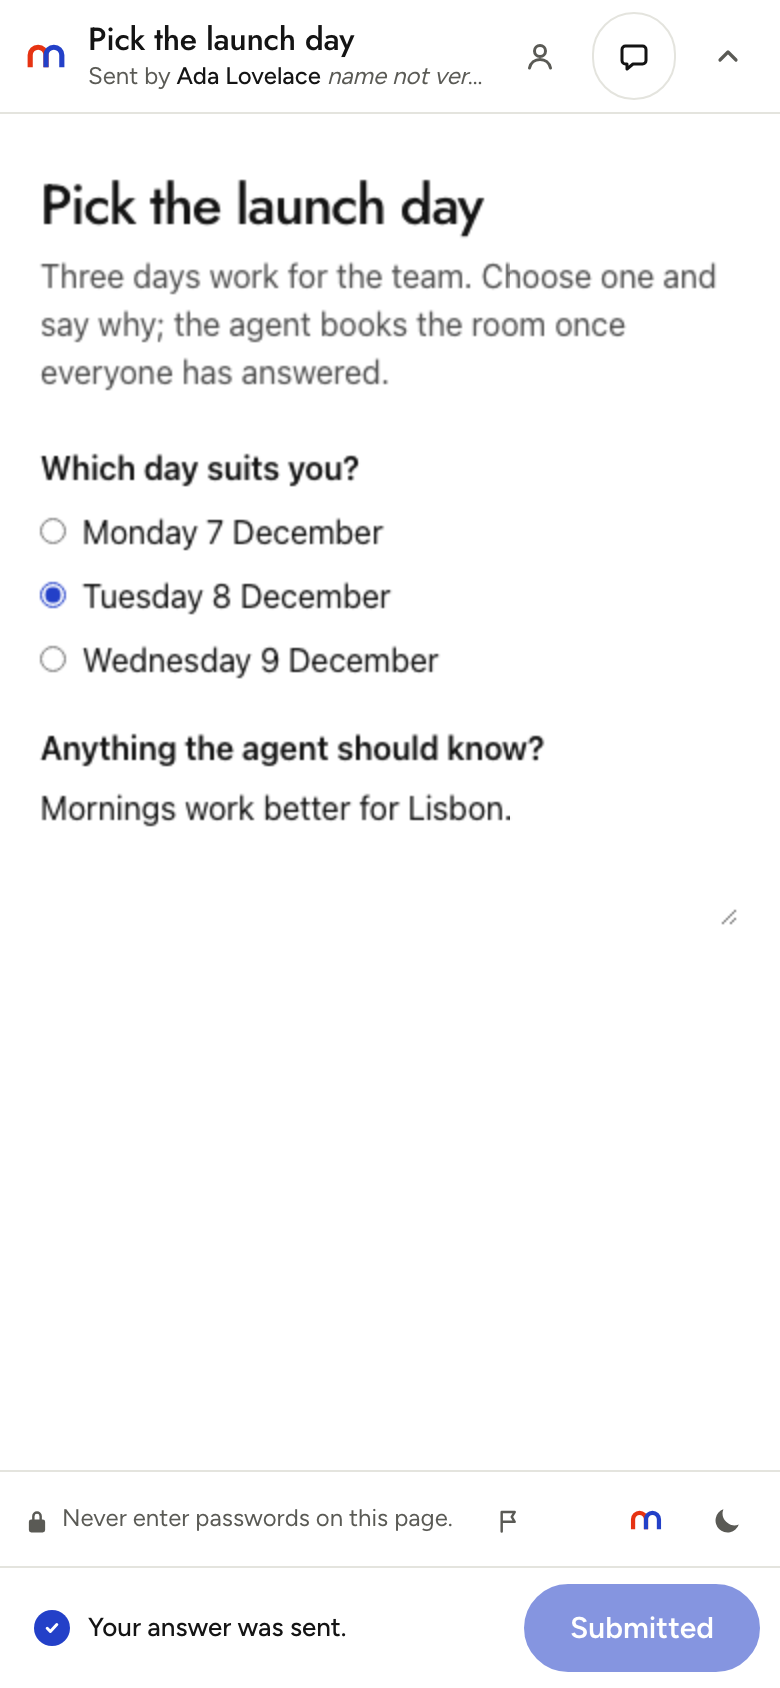 Pick the launch day
Sent by Ada Lovelace name not ver...
Pick the launch day
Three days work for the team. Choose one and
say why; the agent books the room once
everyone has answered.
Which day suits you?
Monday 7 December
Tuesday 8 December
Wednesday 9 December
Anything the agent should know?
Mornings work better for Lisbon.
Never enter passwords on this page.
Your answer was sent.
Submitted